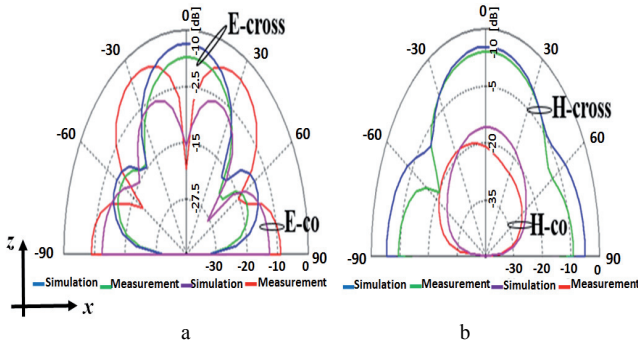 0
0
-10 [dB]
E-cross
-10 [dB]
-30
30
-30
30
-2.5
-5
H-cross
-60
60
-60
60
-15
-20
27.5
-35
E-co
H-co
z
-90
-30
-20
-10
0
90
-90
-30
-20
-10
0
90
Simulation
Measurement
Simulation
Measurement
Simulation
Measurement
Simulation
Measurement
x
a
b